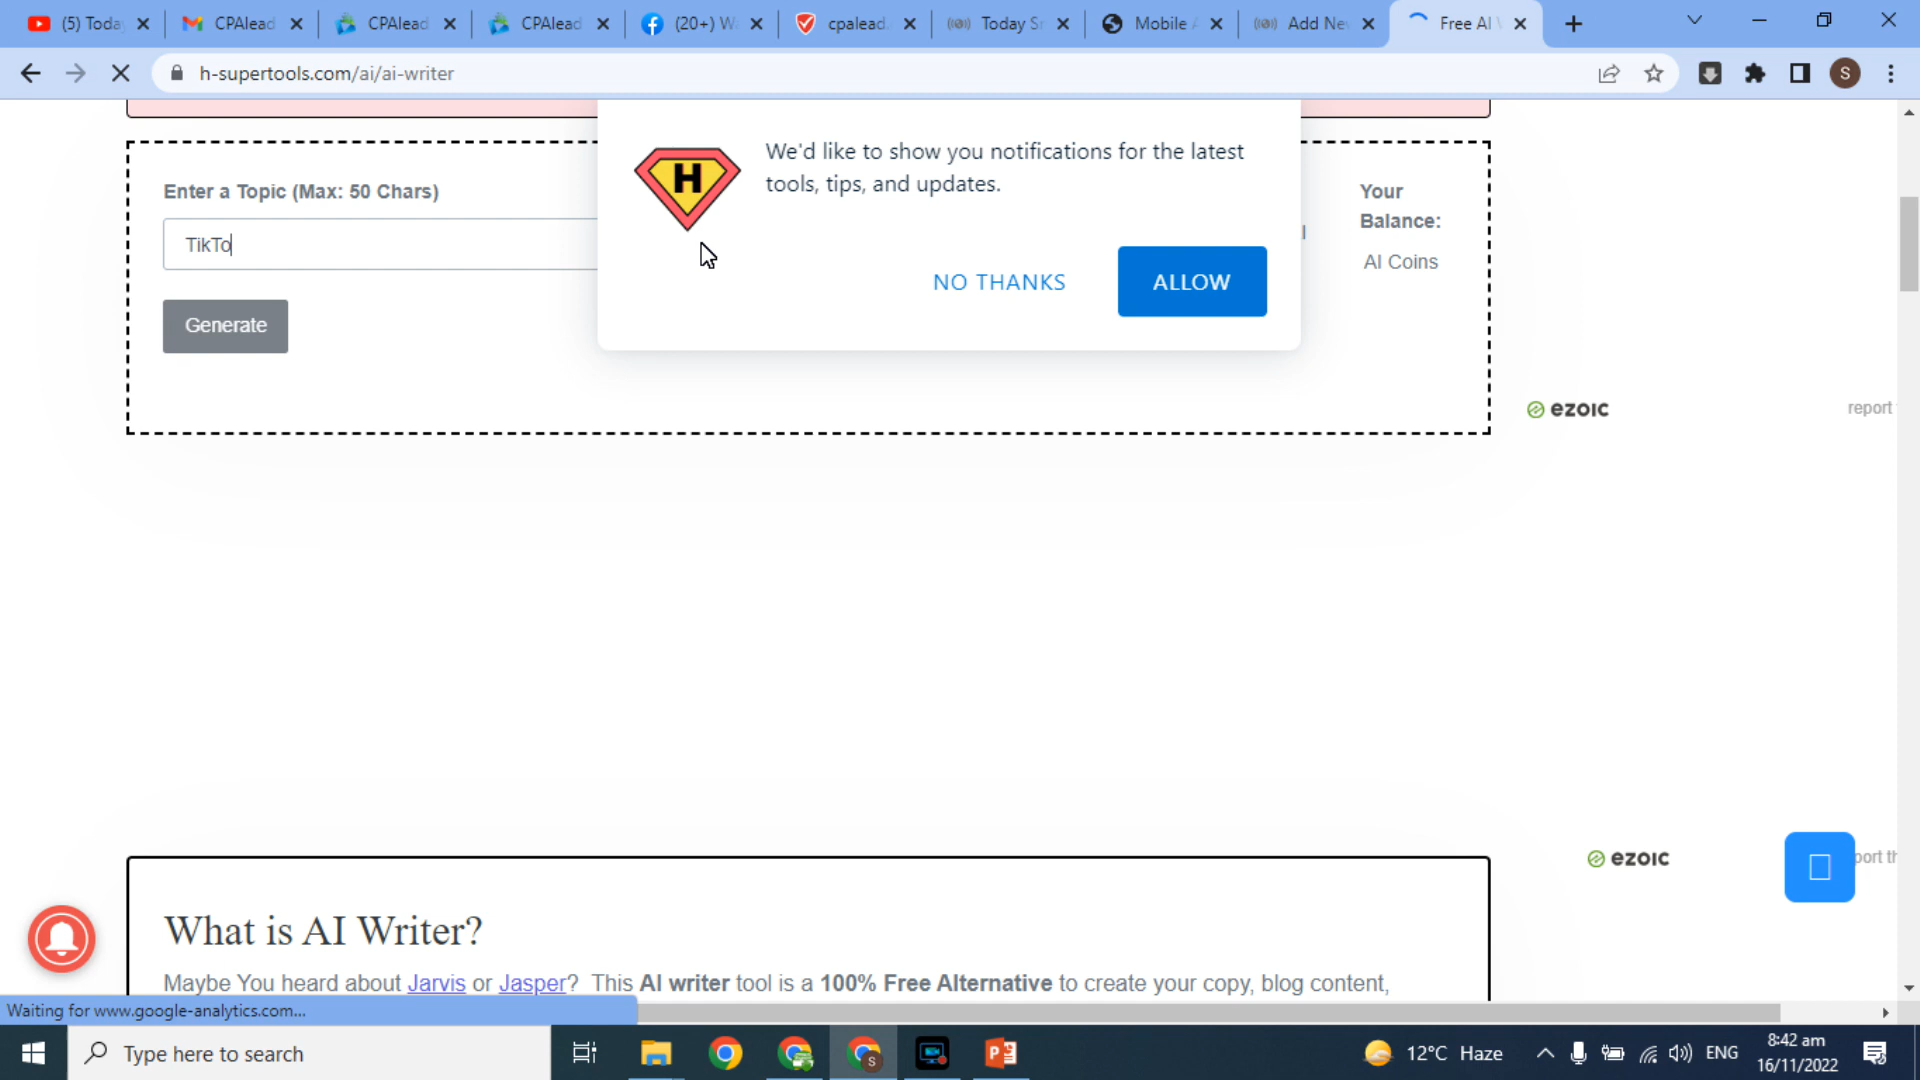 (5) Toda
CPAlead
CPAlead
CPAlead
(20+) W
cpalead.
Today Sr
Mobile A
Add Nev
Free AI
h-supertools.com/ai/ai-writer
S
We'd like to show you notifications for the latest
tools, tips, and updates.
H
NO THANKS
ALLOW
Enter a Topic (Max: 50 Chars)
TikTo
Generate
Your
Balance:
AI Coins
ezoic
report
ezoic
port th
What is AI Writer?
Maybe You heard about Jarvis or Jasper? This AI writer tool is a 100% Free Alternative to create your copy, blog content,
Waiting for www.google-analytics.com...
Type here to search
12°C Haze
ENG
8:42 am
16/11/2022